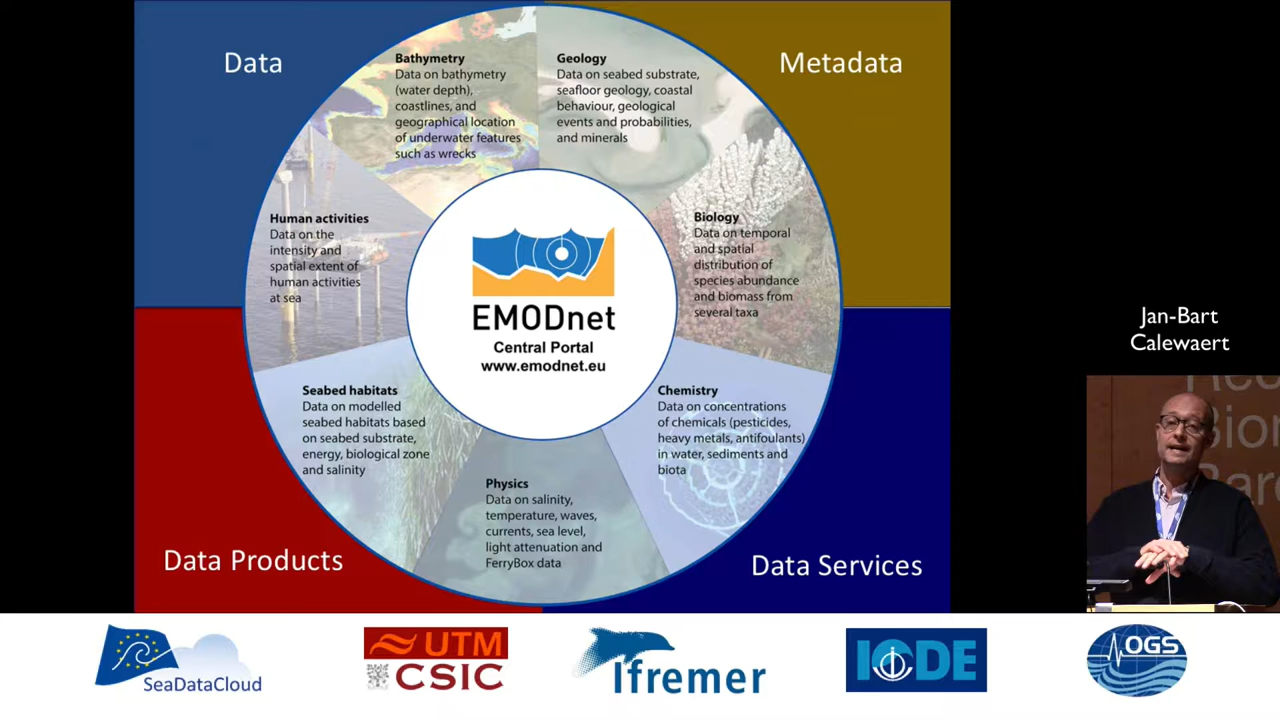 Data
Metadata
Bathymetry
Data on bathymetry
(water depth),
coastlines, and
geographical location
of underwater features
such as wrecks
Geology
Data on seabed substrate,
seafloor geology, coastal
behaviour, geological
events and probabilities,
and minerals
Human activities
Data on the
intensity and
spatial extent of
human activities
at sea
Biology
Data on temporal
and spatial
distribution of
species abundance
and biomass from
several taxa
EMODnet
Central Portal
www.emodnet.eu
Seabed habitats
Data on modelled
seabed habitats based
on seabed substrate,
energy, biological zone
and salinity
Chemistry
Data on concentrations
of chemicals (pesticides,
heavy metals, antifoulants)
in water, sediments and
biota
Physics
Data on salinity,
temperature, waves,
currents, sea level,
light attenuation and
FerryBox data
Data Products
Data Services
Jan-Bart
Calewaert
SeaDataCloud
UTM
CSIC
Ifremer
IODE
OGS